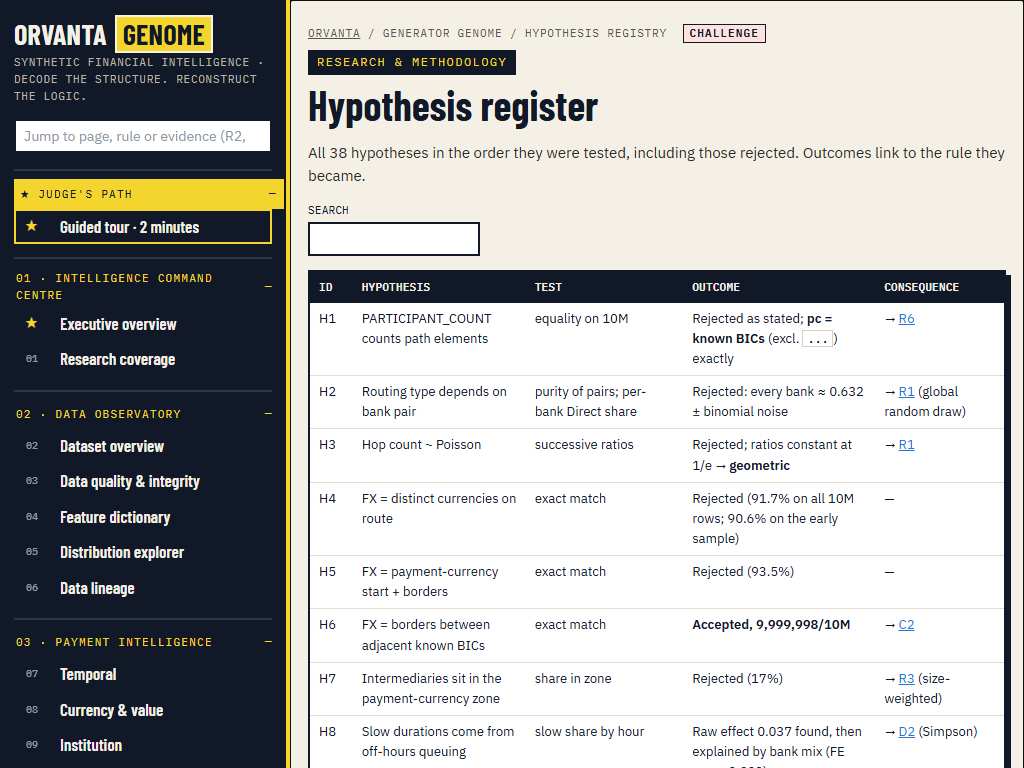 ORVANTA GENOME
SYNTHETIC FINANCIAL INTELLIGENCE ·
DECODE THE STRUCTURE. RECONSTRUCT
THE LOGIC.
Jump to page, rule or evidence (R2,
★ JUDGE'S PATH −
★ Guided tour · 2 minutes
01 · INTELLIGENCE COMMAND
CENTRE −
★ Executive overview
01 Research coverage
02 · DATA OBSERVATORY −
02 Dataset overview
03 Data quality & integrity
04 Feature dictionary
05 Distribution explorer
06 Data lineage
03 · PAYMENT INTELLIGENCE −
07 Temporal
08 Currency & value
09 Institution
ORVANTA / GENERATOR GENOME / HYPOTHESIS REGISTRY CHALLENGE
RESEARCH & METHODOLOGY
Hypothesis register
All 38 hypotheses in the order they were tested, including those rejected. Outcomes link to the rule they
became.
SEARCH
ID HYPOTHESIS TEST OUTCOME CONSEQUENCE
H1 PARTICIPANT_COUNT equality on 10M Rejected as stated; pc = → R6
counts path elements known BICs (excl. ... )
exactly
H2 Routing type depends on purity of pairs; per- Rejected: every bank ≈ 0.632 → R1 (global
bank pair bank Direct share ± binomial noise random draw)
H3 Hop count ~ Poisson successive ratios Rejected; ratios constant at → R1
1/e → geometric
H4 FX = distinct currencies on exact match Rejected (91.7% on all 10M —
route rows; 90.6% on the early
sample)
H5 FX = payment-currency exact match Rejected (93.5%) —
start + borders
H6 FX = borders between exact match Accepted, 9,999,998/10M → C2
adjacent known BICs
H7 Intermediaries sit in the share in zone Rejected (17%) → R3 (size-
payment-currency zone weighted)
H8 Slow durations come from slow share by hour Raw effect 0.037 found, then → D2 (Simpson)
off-hours queuing explained by bank mix (FE